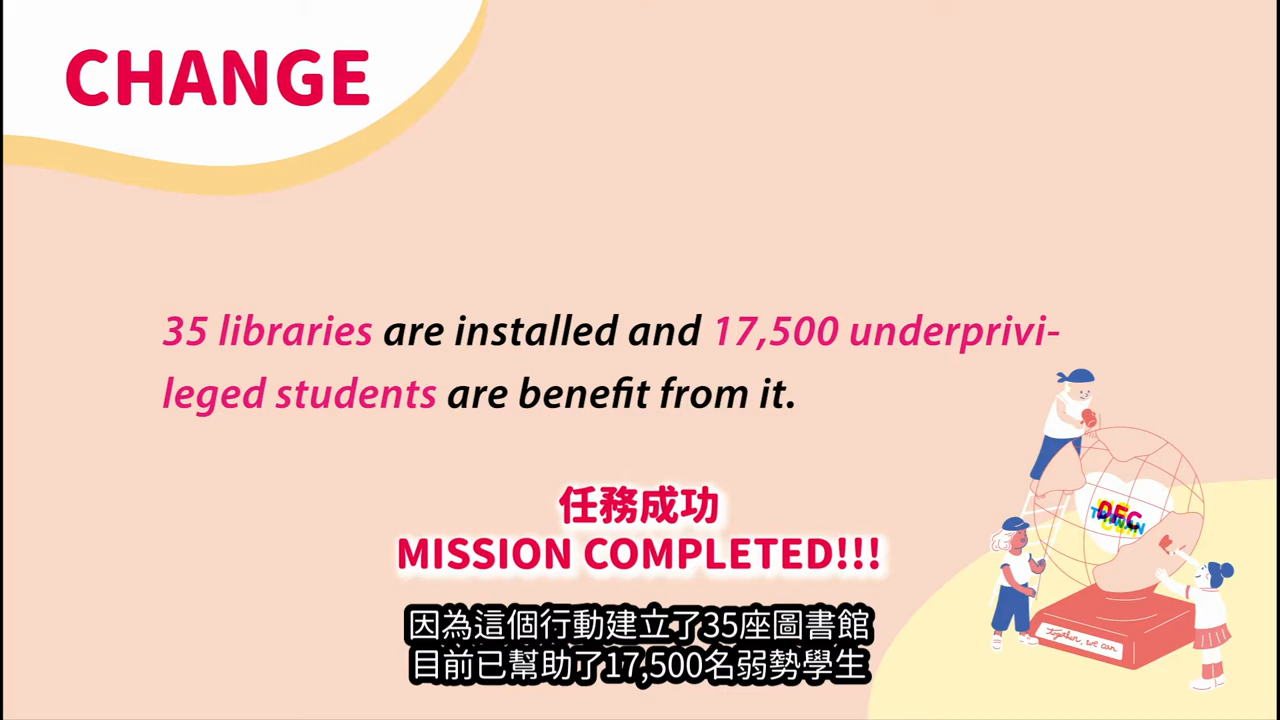 CHANGE
35 libraries are installed and 17,500 underprivi-
leged students are benefit from it.
任務成功
MISSION COMPLETED!!!
因為這個行動建立了35座圖書館
目前已幫助了17,500名弱勢學生
DFC
TAIWAN
together, we can